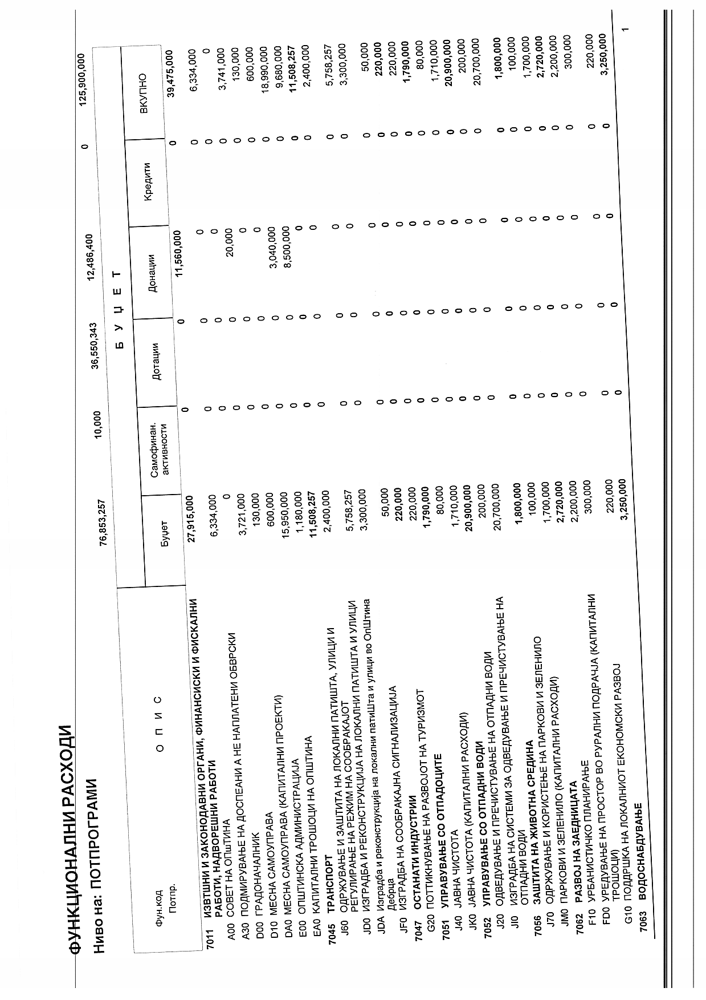 ФУНКЦИОНАЛНИ РАСХОДИ
Ниво на: ПОТПРОГРАМИ
76,853,257 10,000 36,550,343 12,486,400 0 125,900,000
Б У Џ Е Т
Фун.код Потпр. О П И С Буџет Самофинан. активности Дотации Донации Кредити ВКУПНО
7011 ИЗВТШНИ И ЗАКОНОДАВНИ ОРГАНИ, ФИНАНСИСКИ И ФИСКАЛНИ 27,915,000 0 0 11,560,000 0 39,475,000
РАБОТИ, НАДВОРЕШНИ РАБОТИ
A00 СОВЕТ НА ОПШТИНА 6,334,000 0 0 0 0 6,334,000
A30 ПОДМИРУВАЊЕ НА ДОСПЕАНИ А НЕ НАПЛАТЕНИ ОБВРСКИ 0 0 0 0 0 0
D00 ГРАДОНАЧАЛНИК 3,721,000 0 0 20,000 0 3,741,000
D10 МЕСНА САМОУПРАВА 130,000 0 0 0 0 130,000
DA0 МЕСНА САМОУПРАВА (КАПИТАЛНИ ПРОЕКТИ) 600,000 0 0 0 0 600,000
E00 ОПШТИНСКА АДМИНИСТРАЦИЈА 15,950,000 0 0 3,040,000 0 18,990,000
EA0 КАПИТАЛНИ ТРОШОЦИ НА ОПШТИНА 1,180,000 0 0 8,500,000 0 9,680,000
7045 ТРАНСПОРТ 11,508,257 0 0 0 0 11,508,257
J60 ОДРЖУВАЊЕ И ЗАШТИТА НА ЛОКАЛНИ ПАТИШТА, УЛИЦИ И 2,400,000 0 0 0 0 2,400,000
РЕГУЛИРАЊЕ НА РЕЖИМ НА СООБРАКАЈОТ
JD0 ИЗГРАДБА И РЕКОНСТРУКЦИЈА НА ЛОКАЛНИ ПАТИШТА И УЛИЦИ 5,758,257 0 0 0 0 5,758,257
JDA Изградба и реконструкција на локални патиШта и улици во ОпШтина 3,300,000 0 0 0 0 3,300,000
Дебрца
JF0 ИЗГРАДБА НА СООБРАКАЈНА СИГНАЛИЗАЦИЈА 50,000 0 0 0 0 50,000
7047 ОСТАНАТИ ИНДУСТРИИ 220,000 0 0 0 0 220,000
G20 ПОТТИКНУВАЊЕ НА РАЗВОЈОТ НА ТУРИЗМОТ 220,000 0 0 0 0 220,000
7051 УПРАВУВАЊЕ СО ОТПАДОЦИТЕ 1,790,000 0 0 0 0 1,790,000
J40 ЈАВНА ЧИСТОТА 80,000 0 0 0 0 80,000
JK0 ЈАВНА ЧИСТОТА (КАПИТАЛНИ РАСХОДИ) 1,710,000 0 0 0 0 1,710,000
7052 УПРАВУВАЊЕ СО ОТПАДНИ ВОДИ 20,900,000 0 0 0 0 20,900,000
J20 ОДВЕДУВАЊЕ И ПРЕЧИСТУВАЊЕ НА ОТПАДНИ ВОДИ 200,000 0 0 0 0 200,000
JI0 ИЗГРАДБА НА СИСТЕМИ ЗА ОДВЕДУВАЊЕ И ПРЕЧИСТУВАЊЕ НА 20,700,000 0 0 0 0 20,700,000
ОТПАДНИ ВОДИ
7056 ЗАШТИТА НА ЖИВОТНА СРЕДИНА 1,800,000 0 0 0 0 1,800,000
J70 ОДРЖУВАЊЕ И КОРИСТЕЊЕ НА ПАРКОВИ И ЗЕЛЕНИЛО 100,000 0 0 0 0 100,000
JM0 ПАРКОВИ И ЗЕЛЕНИЛО (КАПИТАЛНИ РАСХОДИ) 1,700,000 0 0 0 0 1,700,000
7062 РАЗВОЈ НА ЗАЕДНИЦАТА 2,720,000 0 0 0 0 2,720,000
F10 УРБАНИСТИЧКО ПЛАНИРАЊЕ 2,200,000 0 0 0 0 2,200,000
FD0 УРЕДУВАЊЕ НА ПРОСТОР ВО РУРАЛНИ ПОДРАЧЈА (КАПИТАЛНИ 300,000 0 0 0 0 300,000
ТРОШОЦИ)
G10 ПОДДРШКА НА ЛОКАЛНИОТ ЕКОНОМСКИ РАЗВОЈ 220,000 0 0 0 0 220,000
7063 ВОДОСНАБДУВАЊЕ 3,250,000 0 0 0 0 3,250,000
1